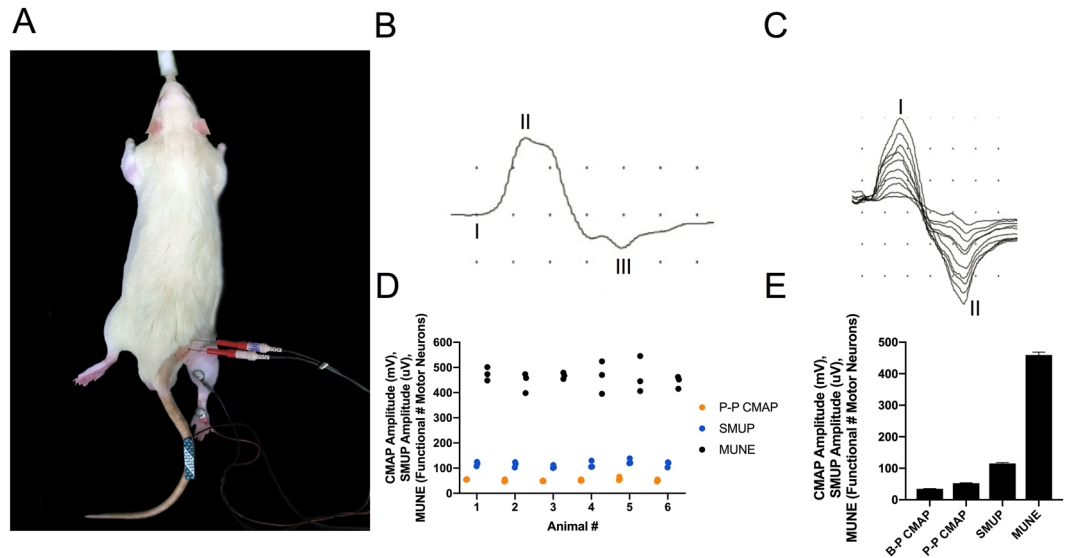 A
B
C
II
I
III
I
II
D
CMAP Amplitude (mV),
SMUP Amplitude (uV),
MUNE (Functional # Motor Neurons)
600
500
400
300
200
100
0
1 2 3 4 5 6
Animal #
P-P CMAP
SMUP
MUNE
E
CMAP Amplitude (mV),
SMUP Amplitude (uV),
MUNE (Functional # Motor Neurons)
500
400
300
200
100
0
B-P CMAP
P-P CMAP
SMUP
MUNE